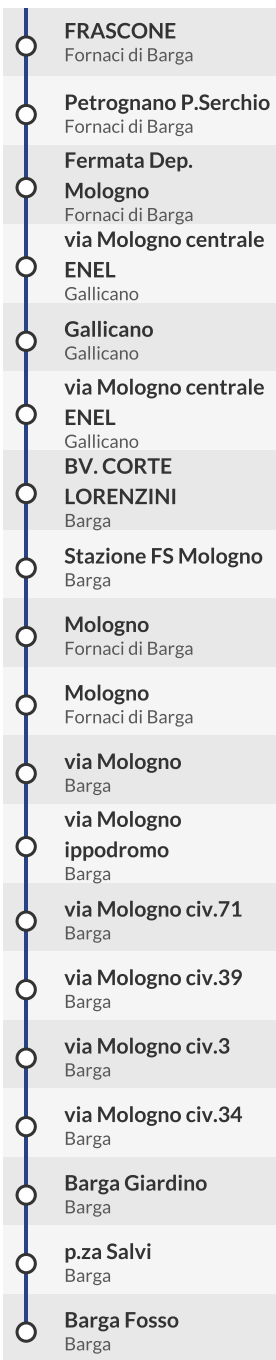 FRASCONE
Fornaci di Barga
Petrognano P.Serchio
Fornaci di Barga
Fermata Dep.
Mologno
Fornaci di Barga
via Mologno centrale
ENEL
Gallicano
Gallicano
Gallicano
via Mologno centrale
ENEL
Gallicano
BV. CORTE
LORENZINI
Barga
Stazione FS Mologno
Barga
Mologno
Fornaci di Barga
Mologno
Fornaci di Barga
via Mologno
Barga
via Mologno
ippodromo
Barga
via Mologno civ.71
Barga
via Mologno civ.39
Barga
via Mologno civ.3
Barga
via Mologno civ.34
Barga
Barga Giardino
Barga
p.za Salvi
Barga
Barga Fosso
Barga